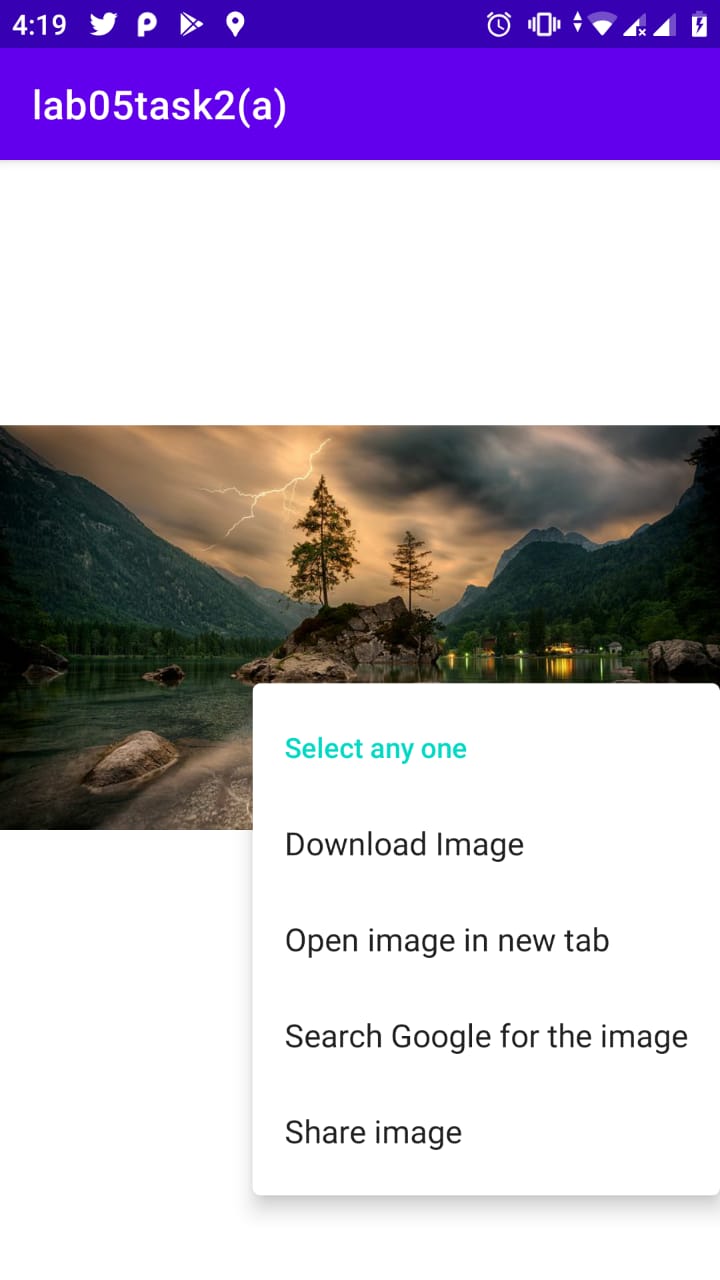 4:19
lab05task2(a)
Select any one
Download Image
Open image in new tab
Search Google for the image
Share image